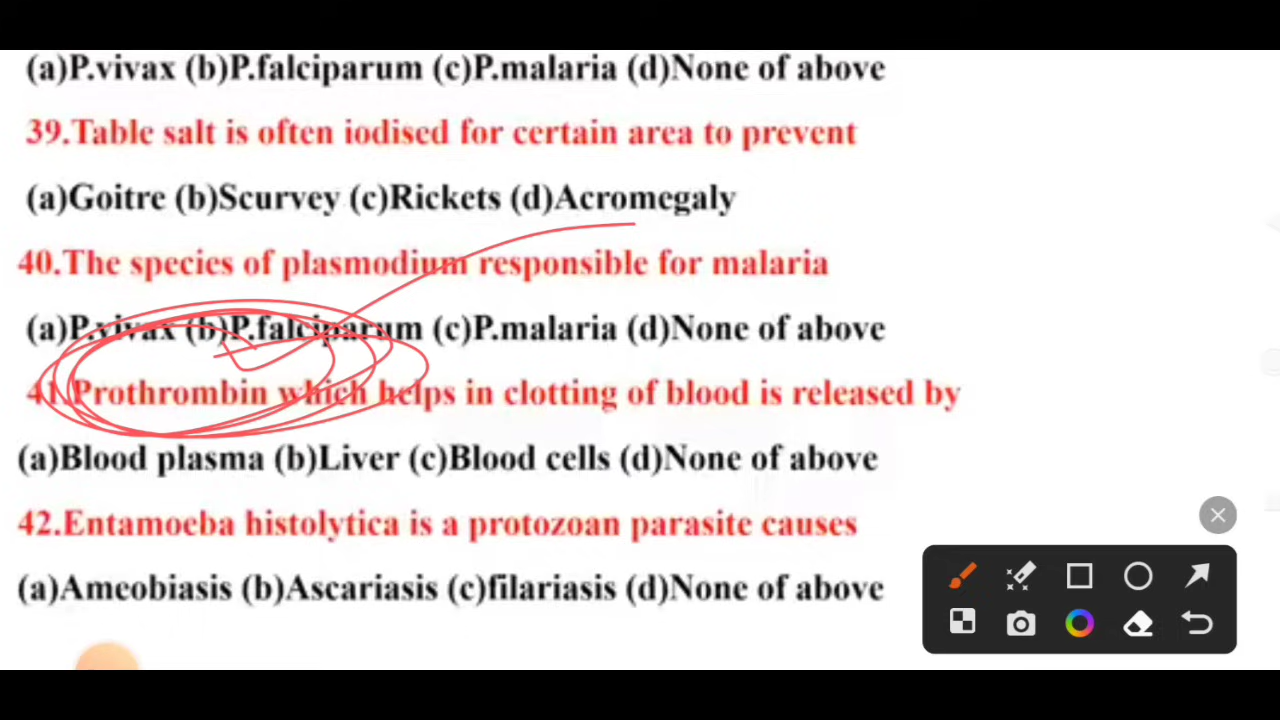 (a)P.vivax (b)P.falciparum (c)P.malaria (d)None of above
39.Table salt is often iodised for certain area to prevent
(a)Goitre (b)Scurvey (c)Rickets (d)Acromegaly
40.The species of plasmodium responsible for malaria
(a)P.vivax (b)P.falciparum (c)P.malaria (d)None of above
41.Prothrombin which helps in clotting of blood is released by
(a)Blood plasma (b)Liver (c)Blood cells (d)None of above
42.Entamoeba histolytica is a protozoan parasite causes
(a)Ameobiasis (b)Ascariasis (c)filariasis (d)None of above